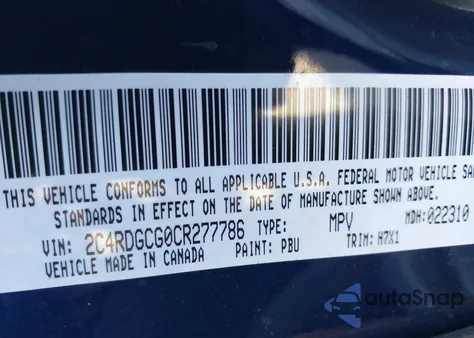 THIS VEHICLE CONFORMS TO ALL APPLICABLE U.S.A. FEDERAL MOTOR VEHICLE
STANDARDS IN EFFECT ON THE DATE OF MANUFACTURE SHOWN ABOVE.
VIN: 2C4RDGCG0CR277786 TYPE: MPV MDH:022310
VEHICLE MADE IN CANADA PAINT: PBU TRIM: H7X1
autoSnap